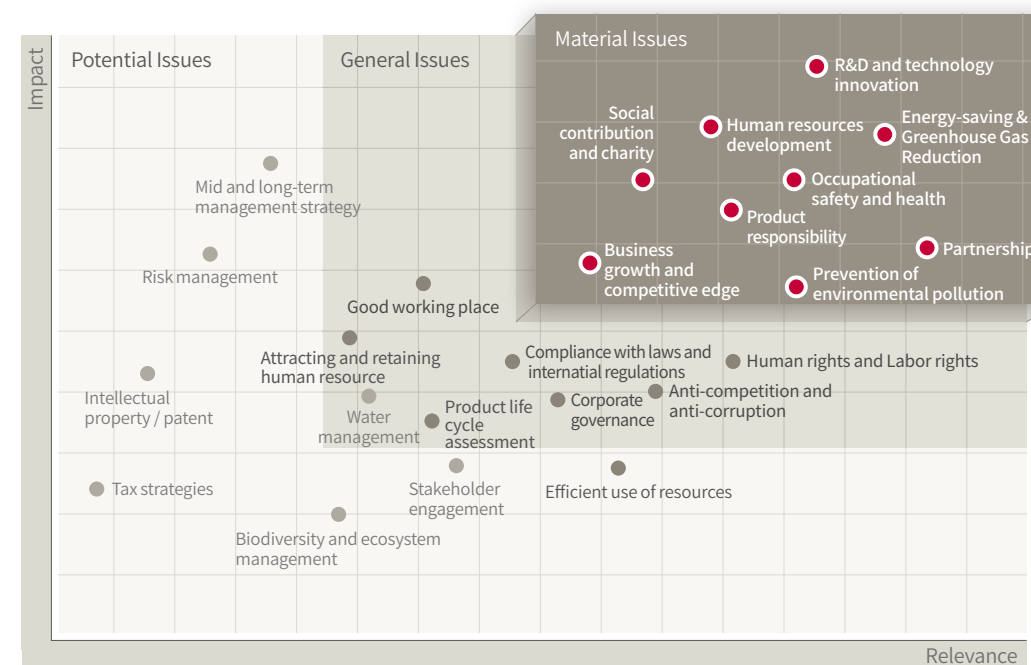 Impact
Potential Issues
General Issues
Material Issues
R&D and technology
innovation
Social
contribution
and charity
Human resources
development
Energy-saving &
Greenhouse Gas
Reduction
Occupational
safety and health
Product
responsibility
Business
growth and
competitive edge
Partnership
Prevention of
environmental pollution
Mid and long-term
management strategy
Risk management
Good working place
Attracting and retaining
human resource
Compliance with laws and
internatial regulations
Human rights and Labor rights
Intellectual
property / patent
Water
management
Product life
cycle
assessment
Corporate
governance
Anti-competition and
anti-corruption
Tax strategies
Stakeholder
engagement
Efficient use of resources
Biodiversity and ecosystem
management
Relevance